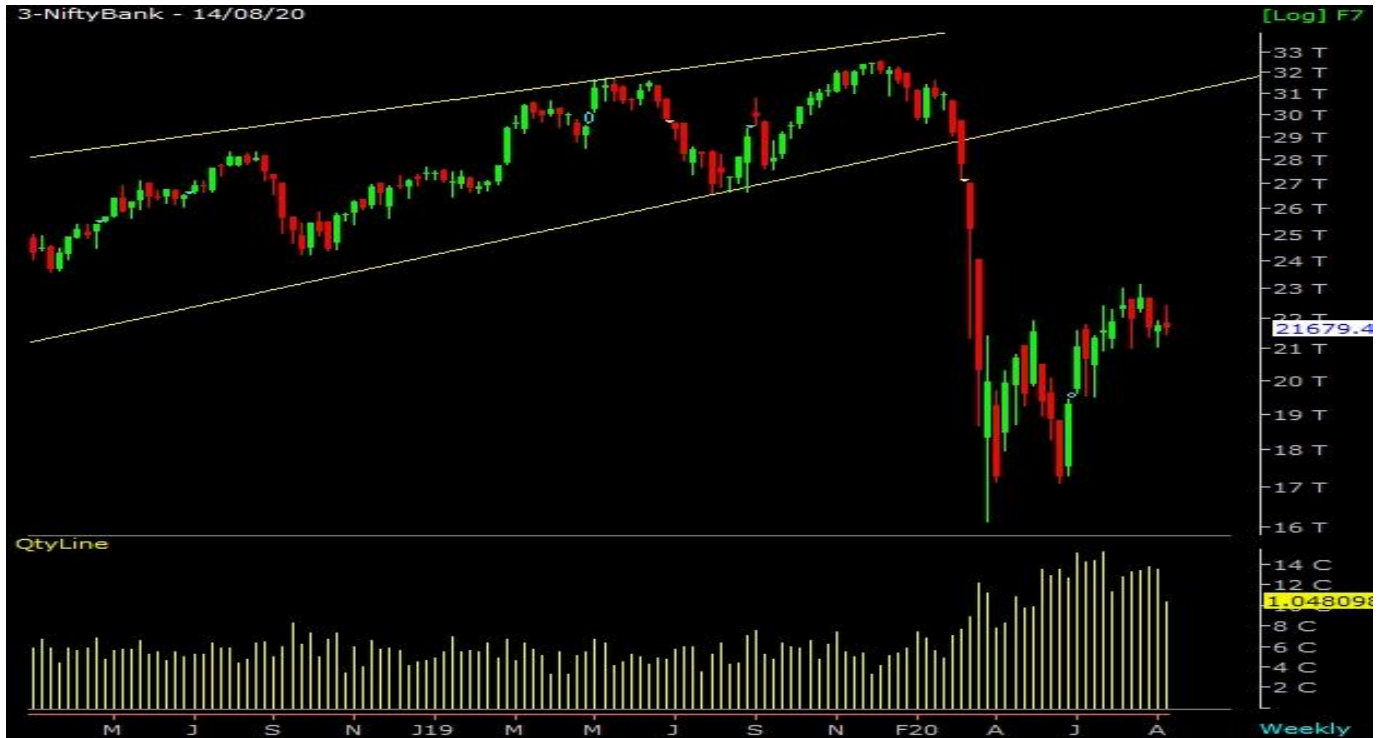 3-NiftyBank - 14/08/20
[Log] F7
33 T
32 T
31 T
30 T
29 T
28 T
27 T
26 T
25 T
24 T
23 T
22 T
21679.4
21 T
20 T
19 T
18 T
17 T
16 T
QtyLine
14 C
12 C
1.048098
8 C
6 C
4 C
2 C
M J S N J19 M M J S N F20 A J A
Weekly